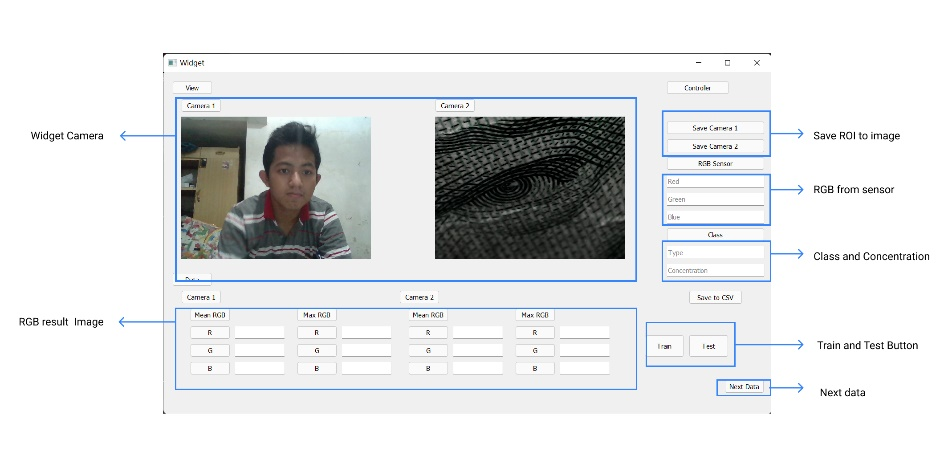 Widget
View
Controler
Camera 1
Camera 2
Widget Camera
Save Camera 1
Save ROI to image
Save Camera 2
RGB Sensor
Red
RGB from sensor
Green
Blue
Class
Type
Class and Concentration
Concentration
Camera 1
Camera 2
Save to CSV
RGB result Image
Mean RGB
Max RGB
Mean RGB
Max RGB
R
R
R
R
G
G
G
G
B
B
B
B
Train
Test
Train and Test Button
Next Data
Next data